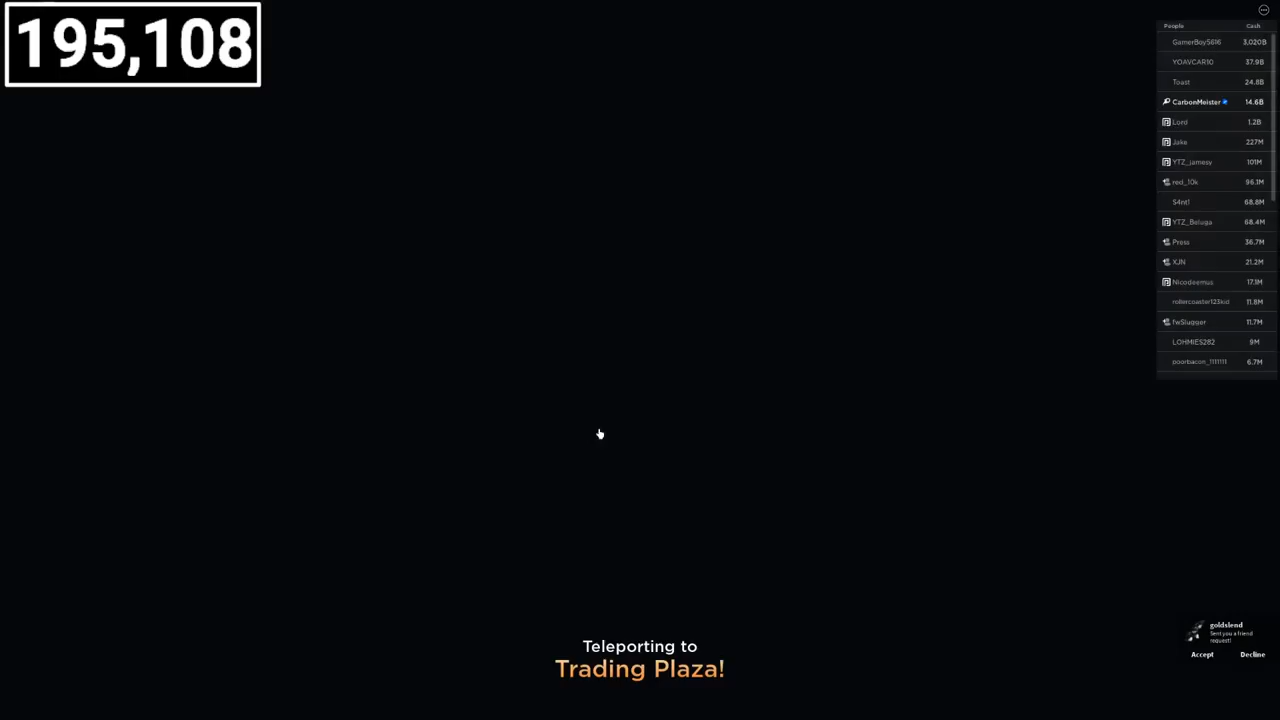 195,108
People Cash
GamerBoy5616 3,020B
YOAVCAR10 37.9B
Toast 24.8B
CarbonMeister 14.6B
Lord 1.2B
Jake 227M
YTZ_jamesy 101M
red_10k 96.1M
S4nt1 68.8M
YTZ_Beluga 68.4M
Press 36.7M
XJN 21.2M
Nicodeemus 17.1M
rollercoaster123kid 11.8M
fwSlugger 11.7M
LOHMIES282 9M
poorbacon_1111111 6.7M
goldslend
Sent you a friend
request!
Accept Decline
Teleporting to
Trading Plaza!